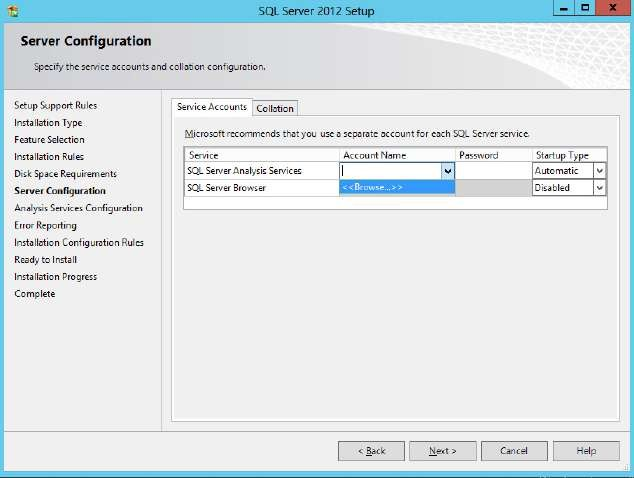 SQL Server 2012 Setup
Server Configuration
Specify the service accounts and collation configuration.
Setup Support Rules
Installation Type
Feature Selection
Installation Rules
Disk Space Requirements
Server Configuration
Analysis Services Configuration
Error Reporting
Installation Configuration Rules
Ready to Install
Installation Progress
Complete
Service Accounts Collation
Microsoft recommends that you use a separate account for each SQL Server service.
Service Account Name Password Startup Type
SQL Server Analysis Services Automatic
SQL Server Browser <<Browse...>> Disabled
< Back Next > Cancel Help